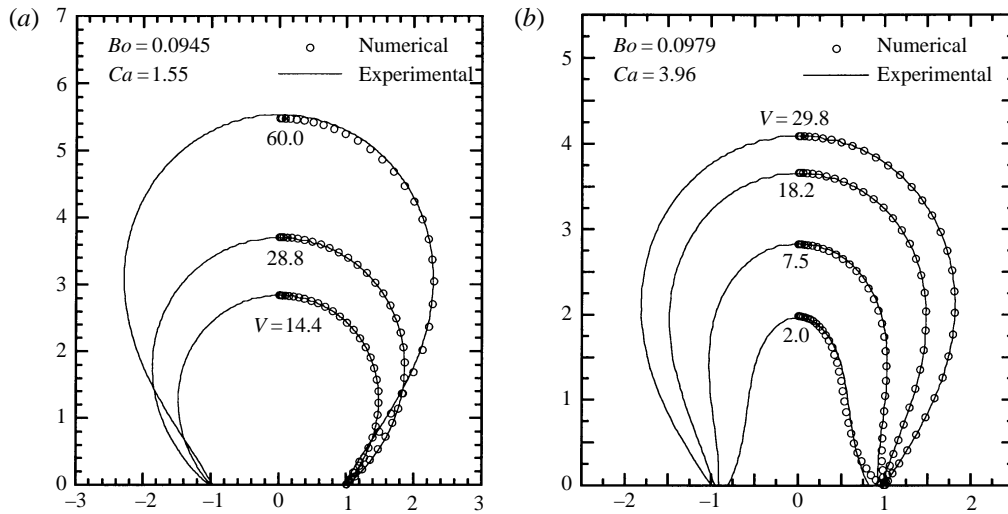 (a)
7
6
5
4
3
2
1
0
−3
−2
−1
0
1
2
3
Bo = 0.0945
Ca = 1.55
Numerical
Experimental
60.0
28.8
V = 14.4
(b)
5
4
3
2
1
0
−2
−1
0
1
2
Bo = 0.0979
Ca = 3.96
Numerical
Experimental
V = 29.8
18.2
7.5
2.0